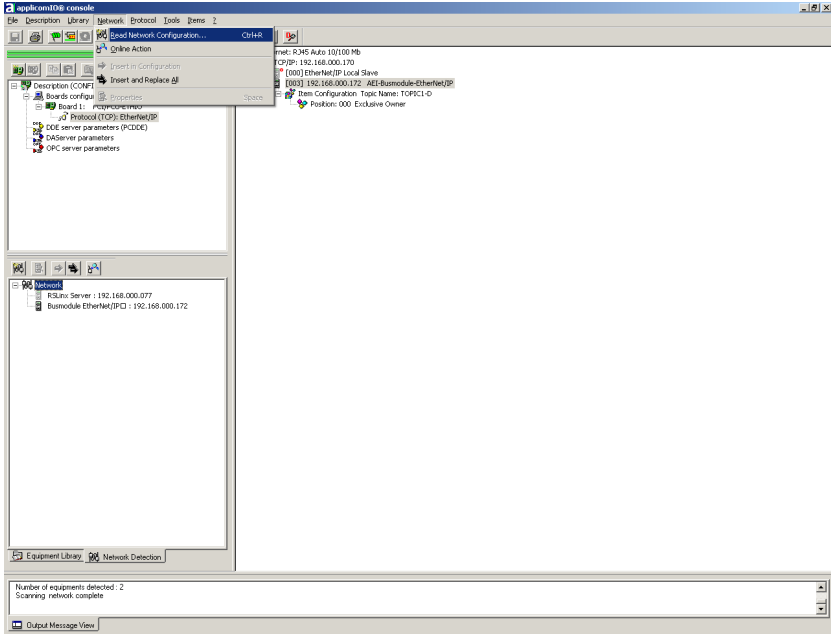 applicomIO® console
File Description Library Network Protocol Tools Items ?
Read Network Configuration... Ctrl+R
Online Action
Insert in Configuration
Insert and Replace All
Properties Space
Description (CONFI
Boards configu
Board 1: PCI/PCU-ETHIO
Protocol (TCP): EtherNet/IP
DDE server parameters (PCDDE)
DAServer parameters
OPC server parameters
rnet: RJ45 Auto 10/100 Mb
TCP/IP: 192.168.000.170
[000] EtherNet/IP Local Slave
[003] 192.168.000.172 AEI-Busmodule-EtherNet/IP
Item Configuration Topic Name: TOPIC1-D
Position: 000 Exclusive Owner
Network
RSLinx Server : 192.168.000.077
Busmodule EtherNet/IP□ : 192.168.000.172
Equipment Library Network Detection
Number of equipments detected : 2
Scanning network complete
Output Message View